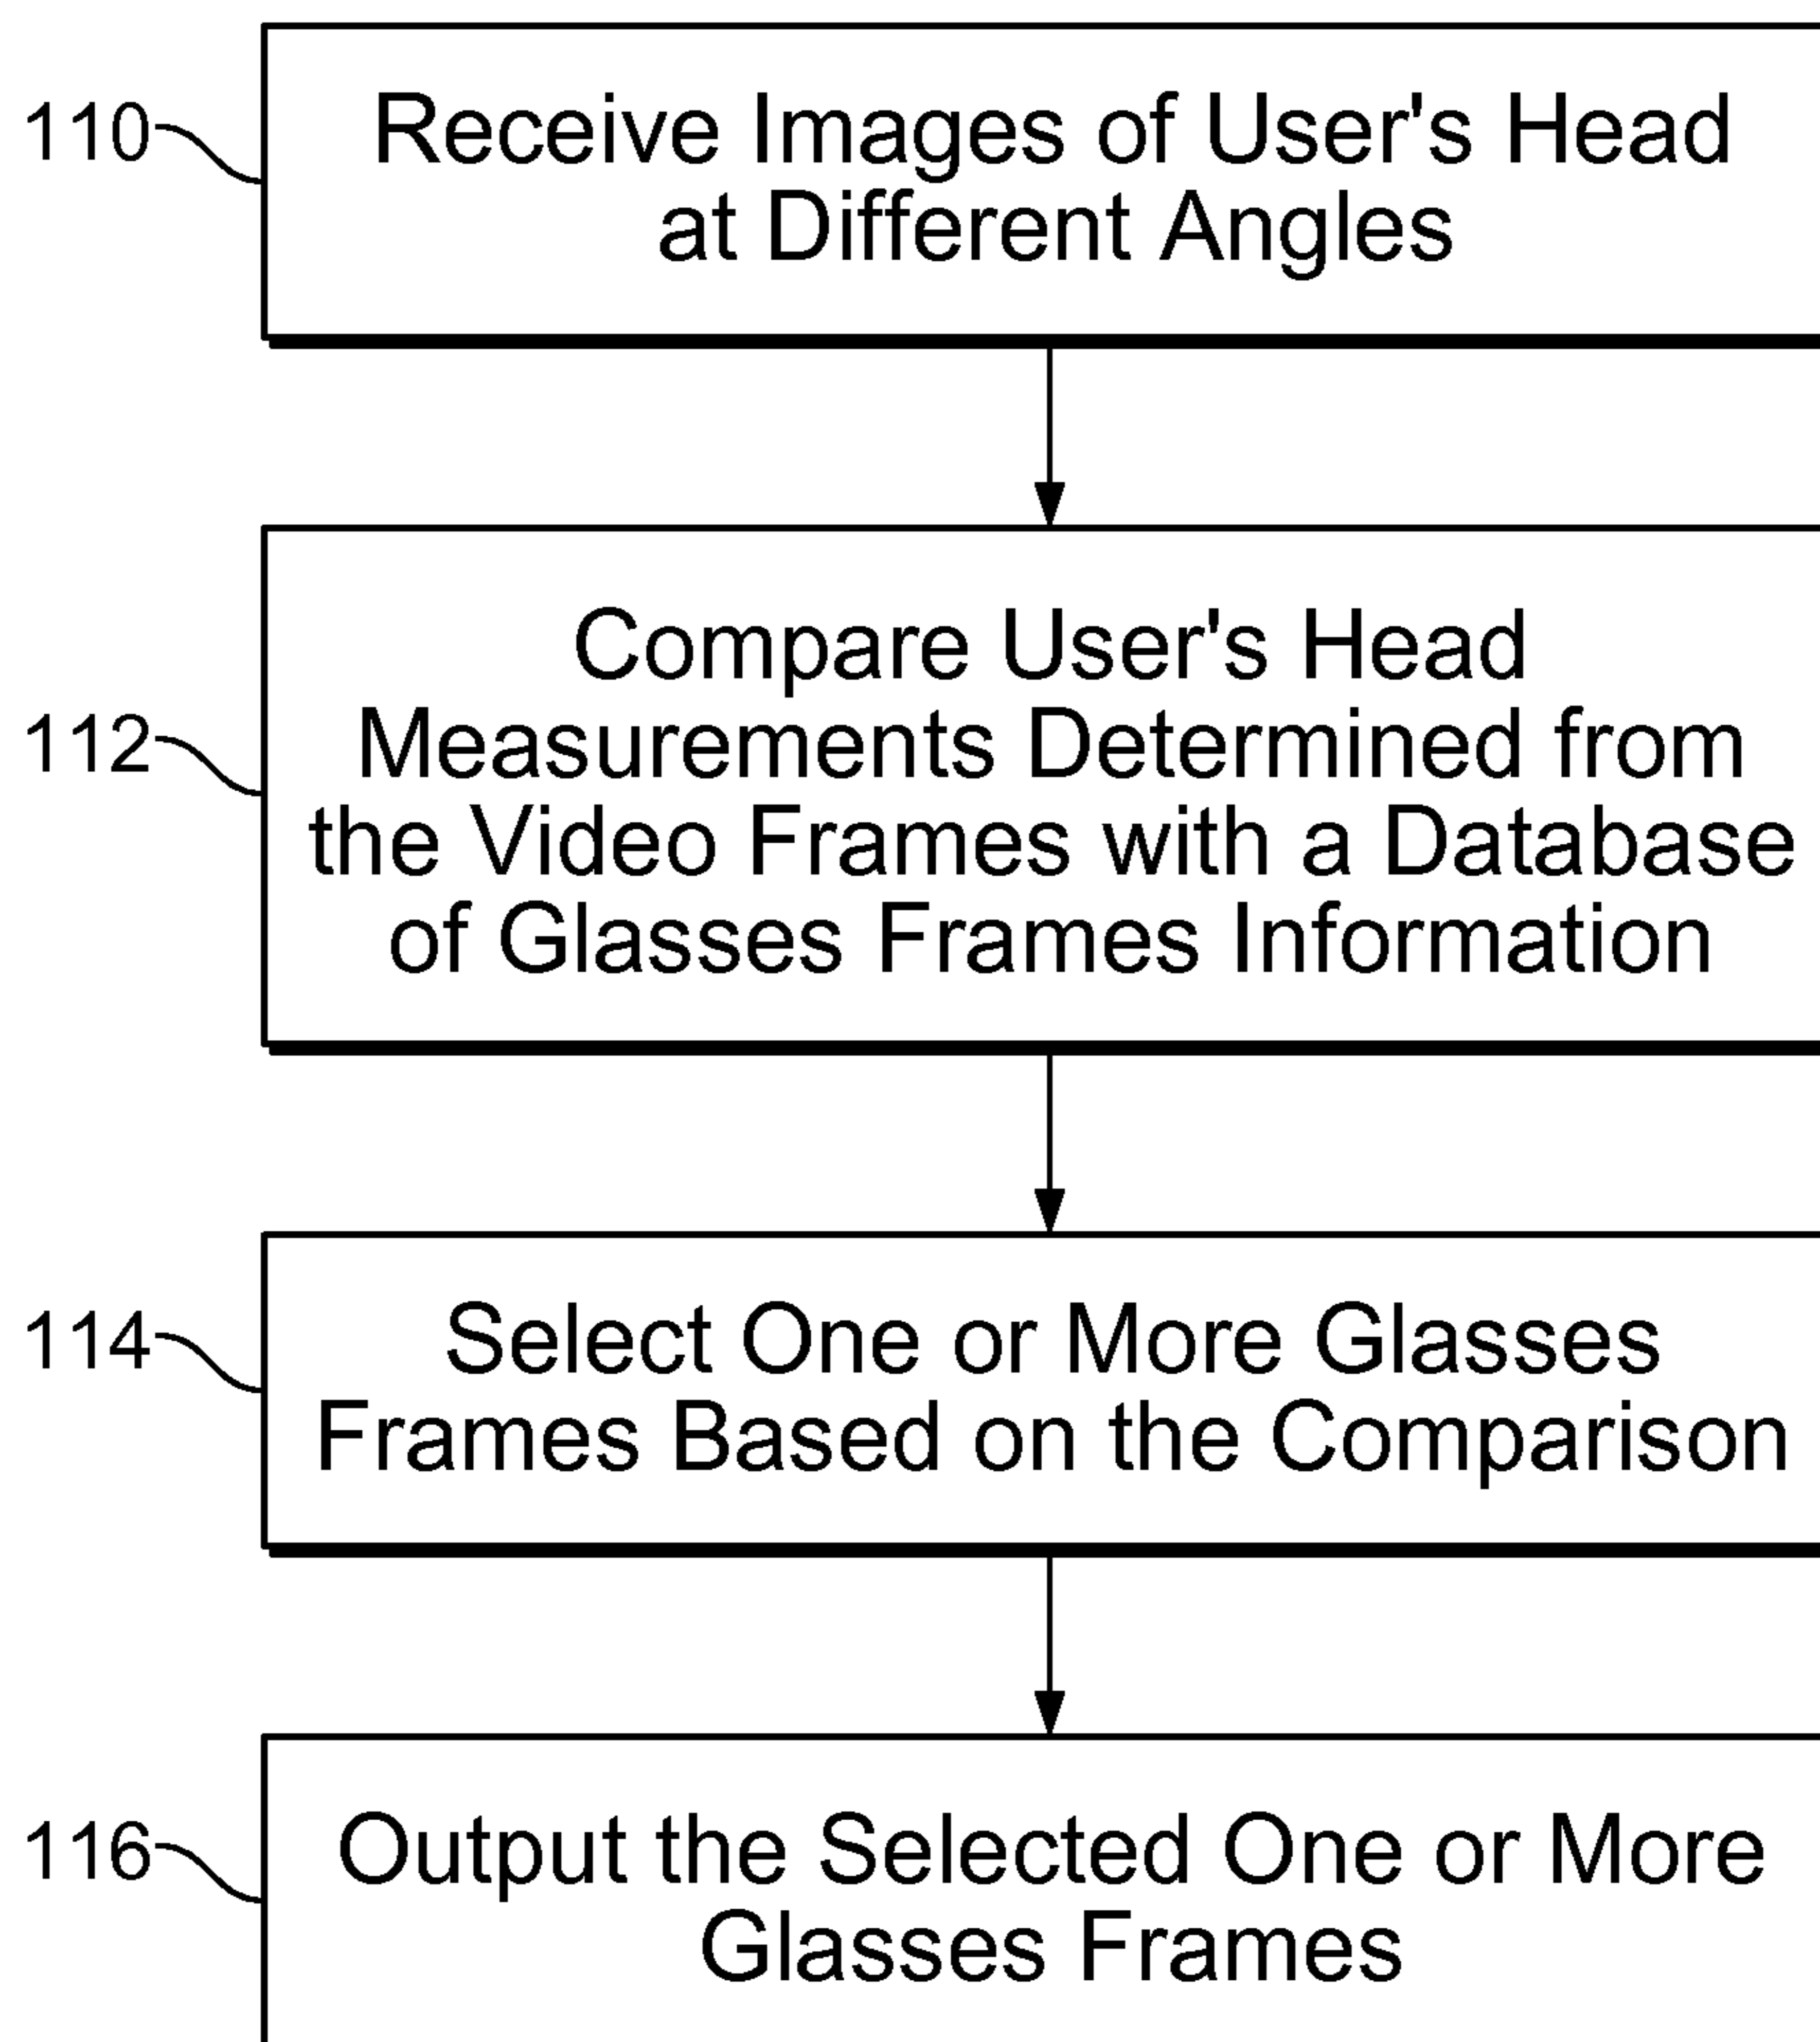 110
Receive Images of User's Head
at Different Angles
112
Compare User's Head
Measurements Determined from
the Video Frames with a Database
of Glasses Frames Information
114
Select One or More Glasses
Frames Based on the Comparison
116
Output the Selected One or More
Glasses Frames